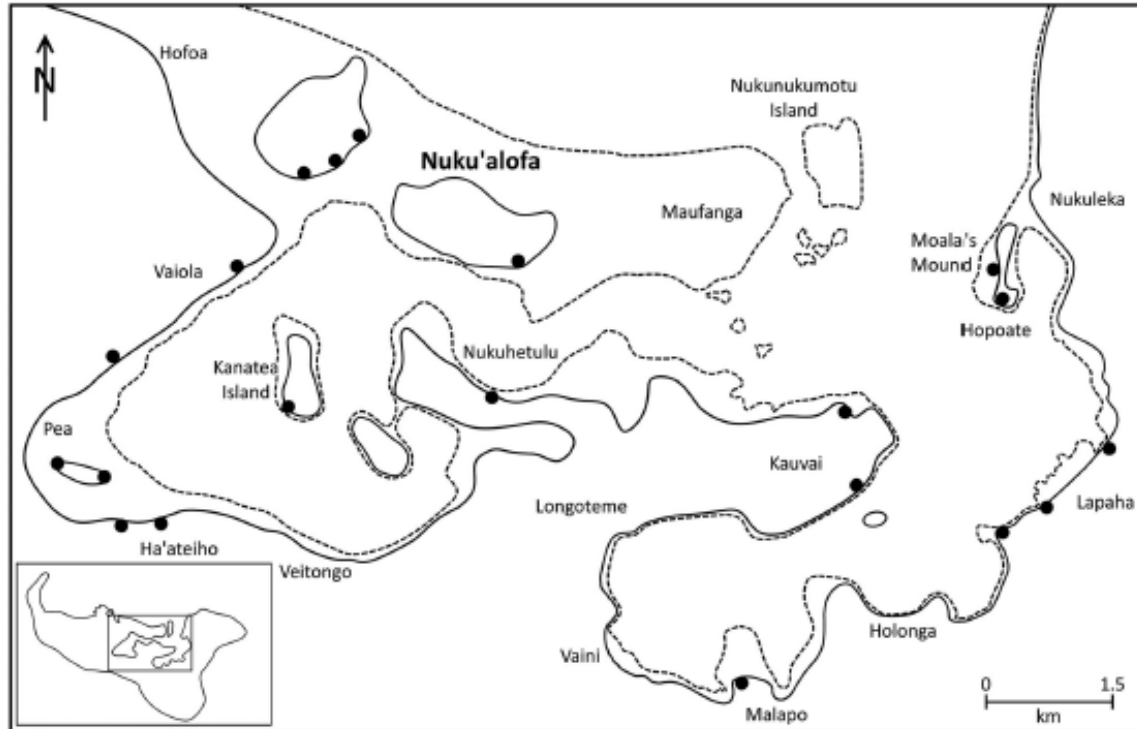 Hofoa
N
Nukunukumotu
Island
Nuku'alofa
Maufanga
Nukuleka
Moala's
Mound
Vaiola
Hopoate
Kanatea
Island
Nukuhetulu
Pea
Kauvai
Longoteme
Lapaha
Ha'ateiho
Veitongo
Holonga
Vaini
Malapo
0 1.5
km